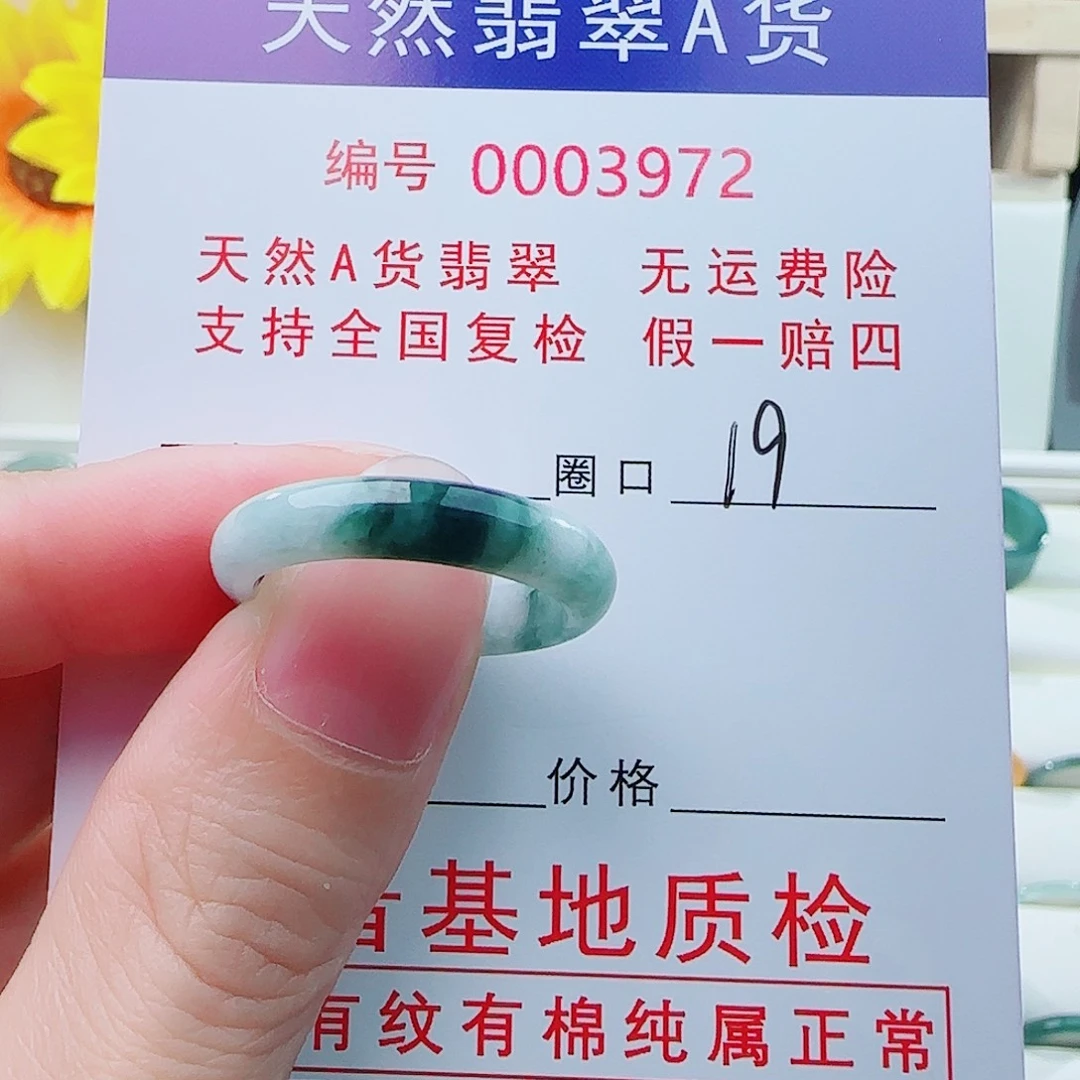 天然翡翠A货
编号 0003972
天然A货翡翠 无运费险
支持全国复检 假一赔四
圈口 19
价格
基地质检
有纹有棉纯属正常